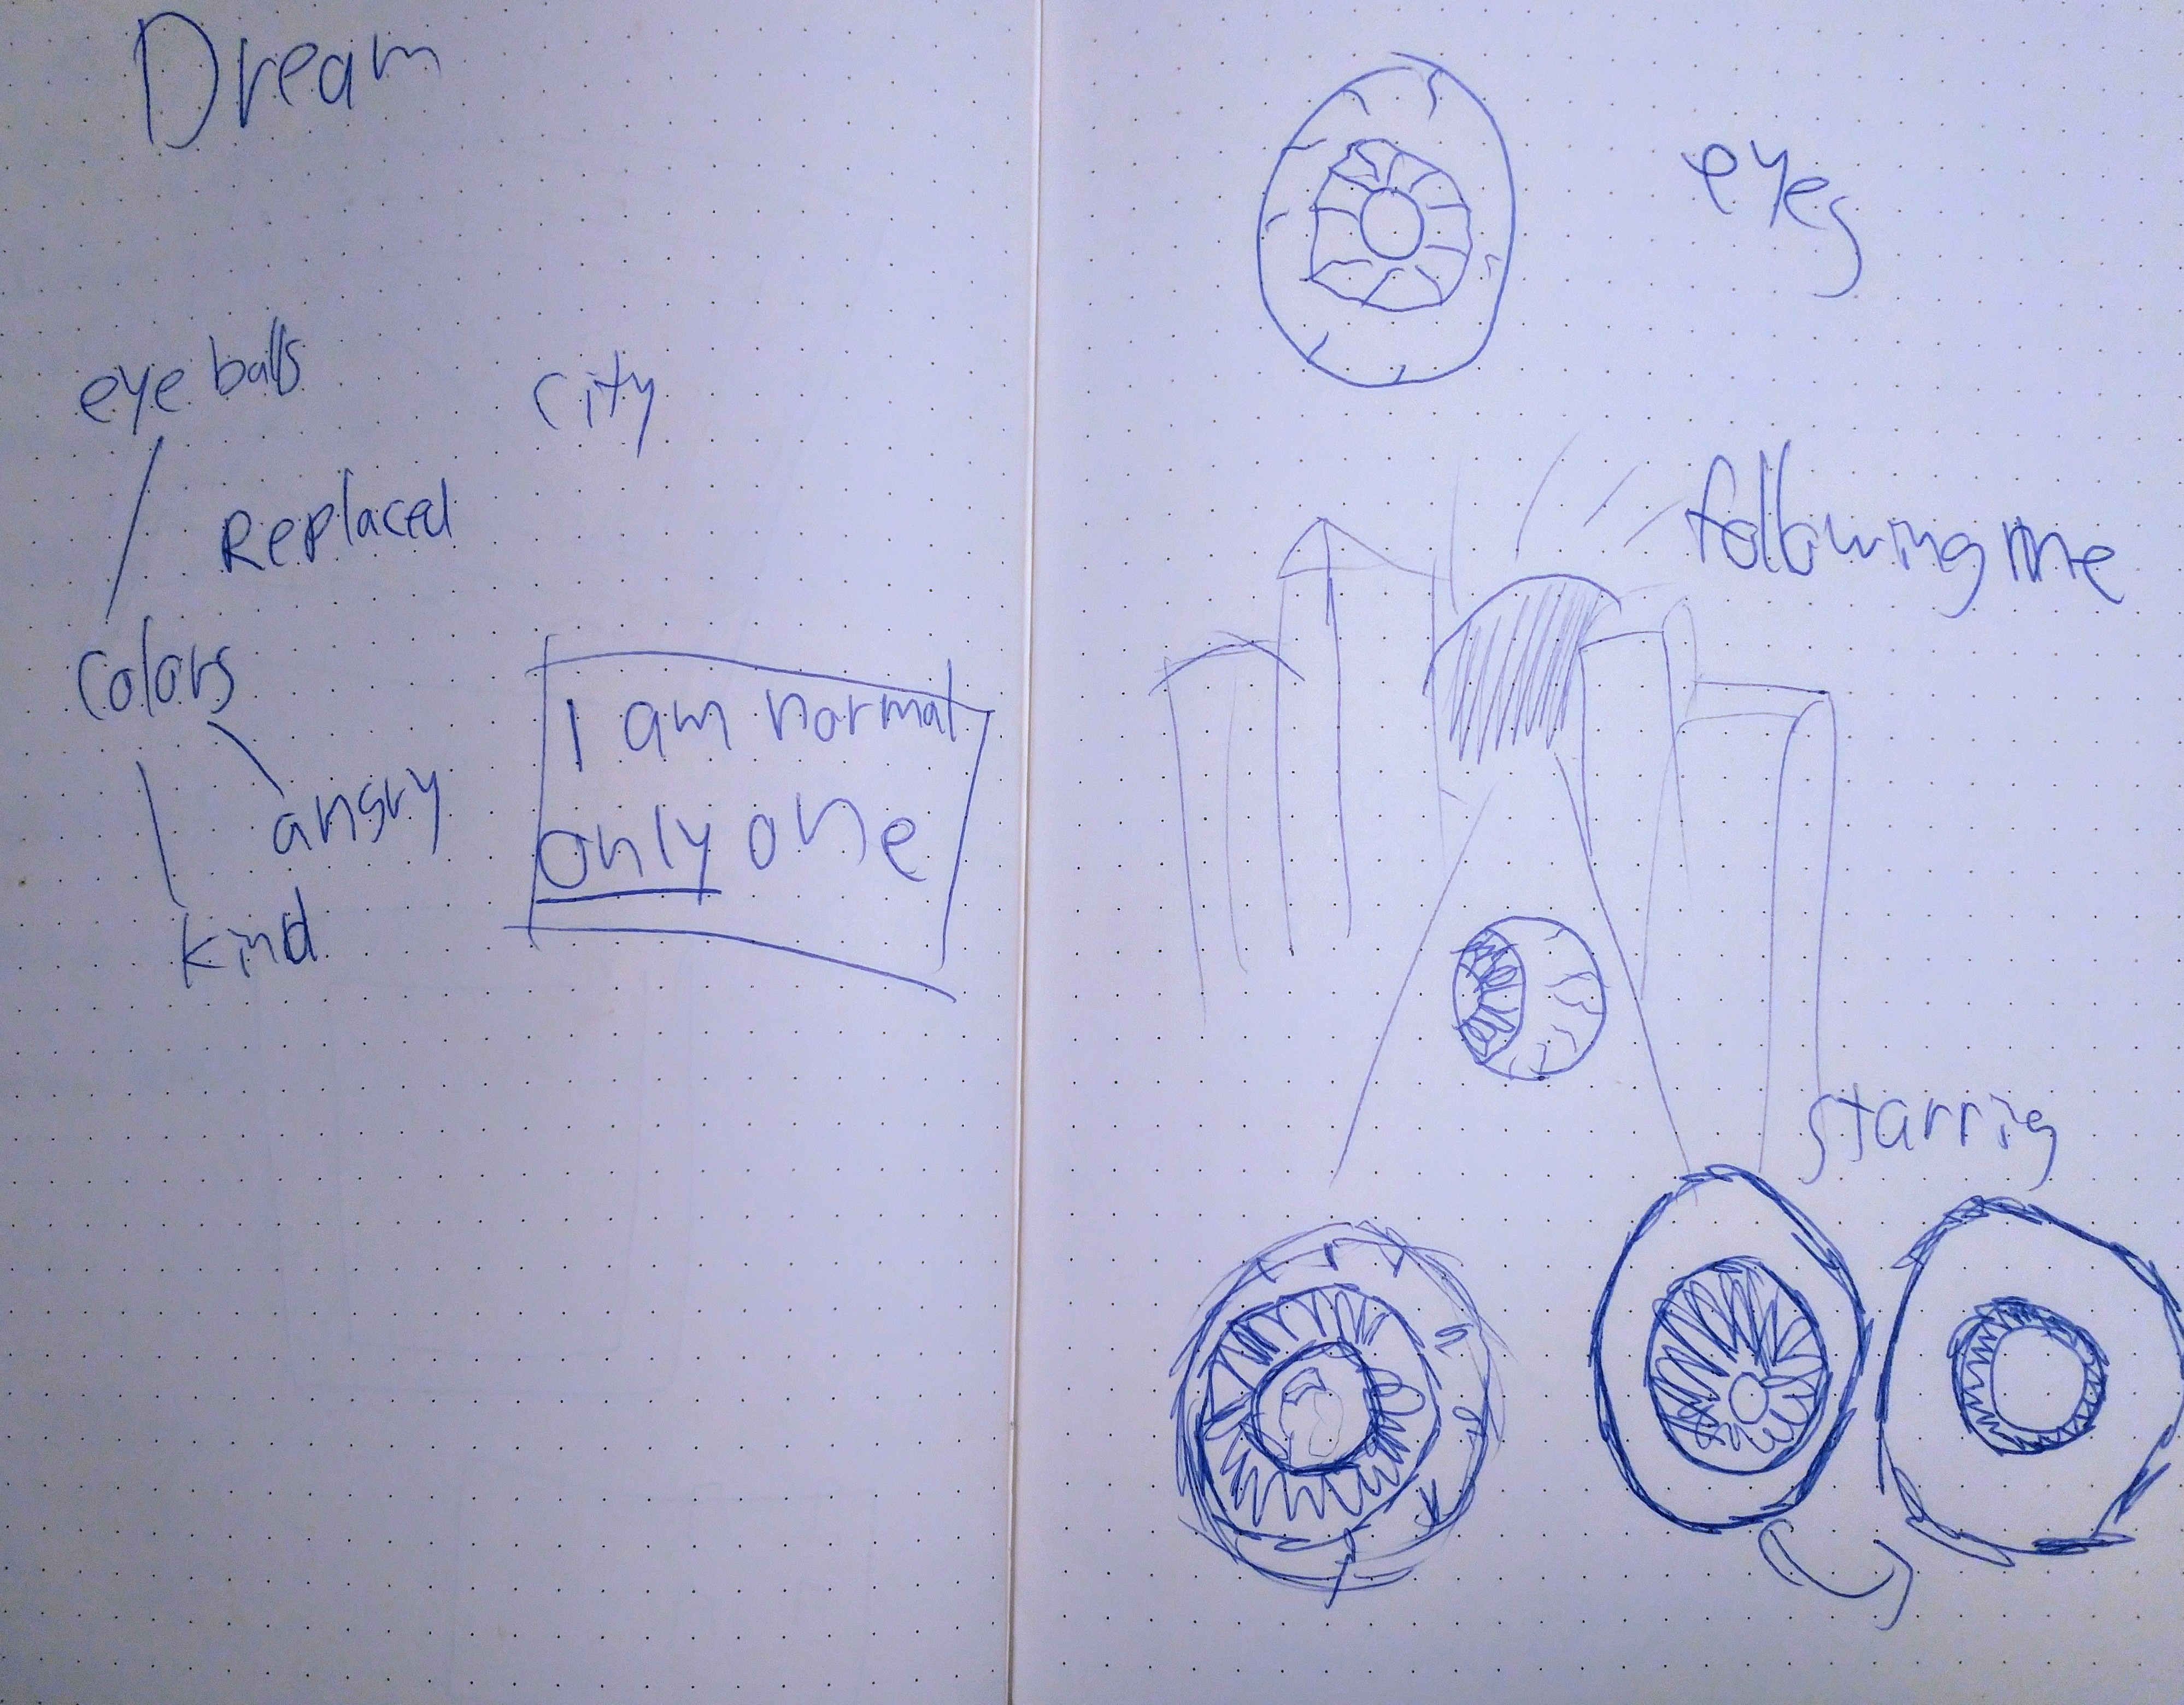 Dream
eye balls
city
Replaced
colors
I am normal
only one
angry
kind
eyes
following me
starrig